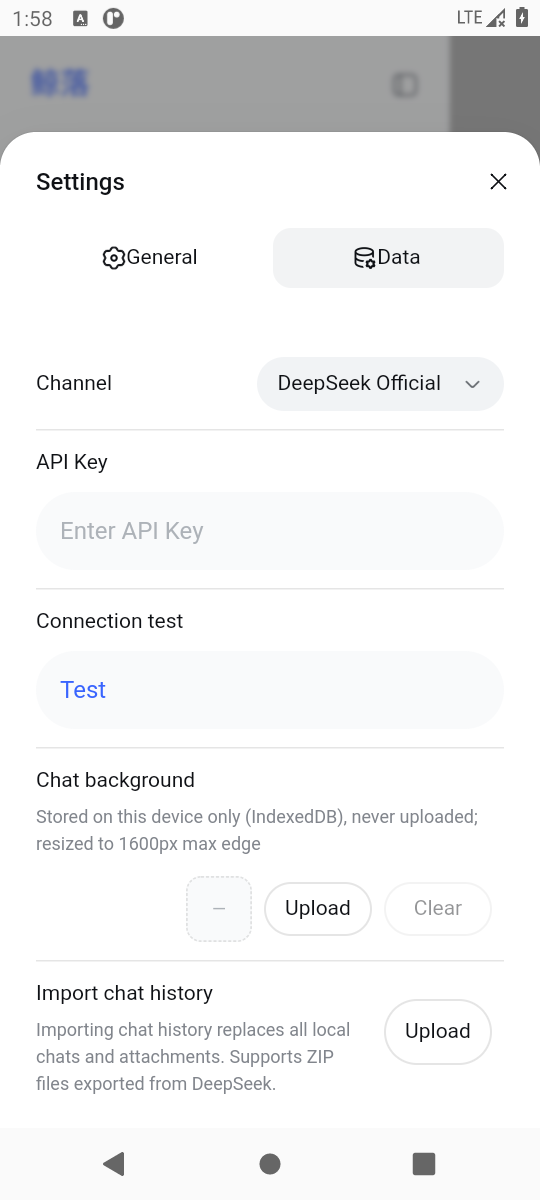 1:58
LTE
鲸落
Settings
General
Data
Channel
DeepSeek Official
API Key
Enter API Key
Connection test
Test
Chat background
Stored on this device only (IndexedDB), never uploaded;
resized to 1600px max edge
–
Upload
Clear
Import chat history
Importing chat history replaces all local
chats and attachments. Supports ZIP
files exported from DeepSeek.
Upload